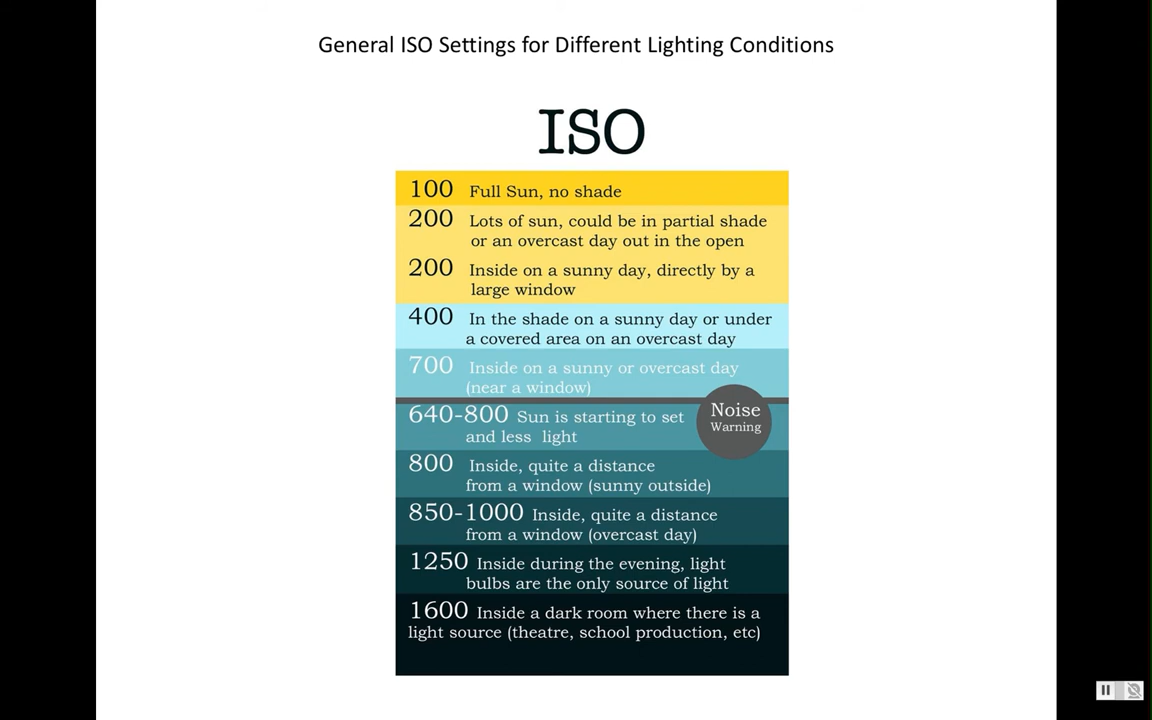 General ISO Settings for Different Lighting Conditions
ISO
100 Full Sun, no shade
200 Lots of sun, could be in partial shade
or an overcast day out in the open
200 Inside on a sunny day, directly by a
large window
400 In the shade on a sunny day or under
a covered area on an overcast day
700 Inside on a sunny or overcast day
(near a window)
Noise
Warning
640-800 Sun is starting to set
and less light
800 Inside, quite a distance
from a window (sunny outside)
850-1000 Inside, quite a distance
from a window (overcast day)
1250 Inside during the evening, light
bulbs are the only source of light
1600 Inside a dark room where there is a
light source (theatre, school production, etc)